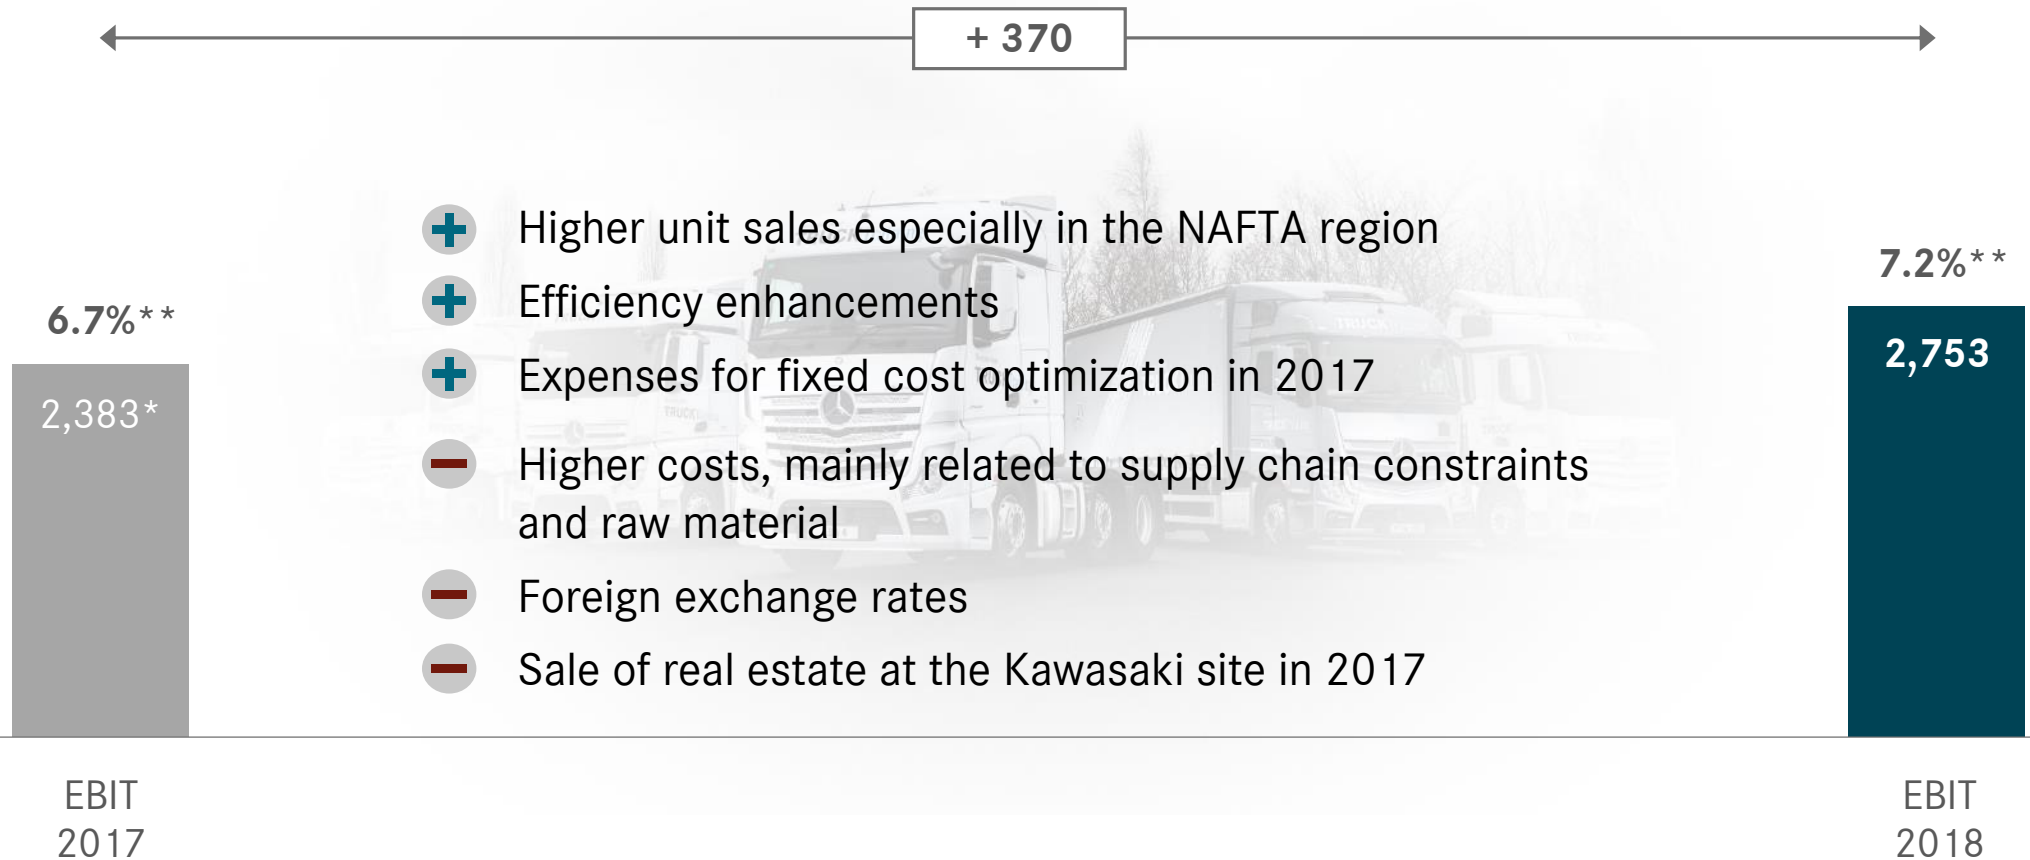 + 370
Higher unit sales especially in the NAFTA region
Efficiency enhancements
Expenses for fixed cost optimization in 2017
Higher costs, mainly related to supply chain constraints
and raw material
Foreign exchange rates
Sale of real estate at the Kawasaki site in 2017
6.7%**
2,383*
EBIT
2017
7.2%**
2,753
EBIT
2018